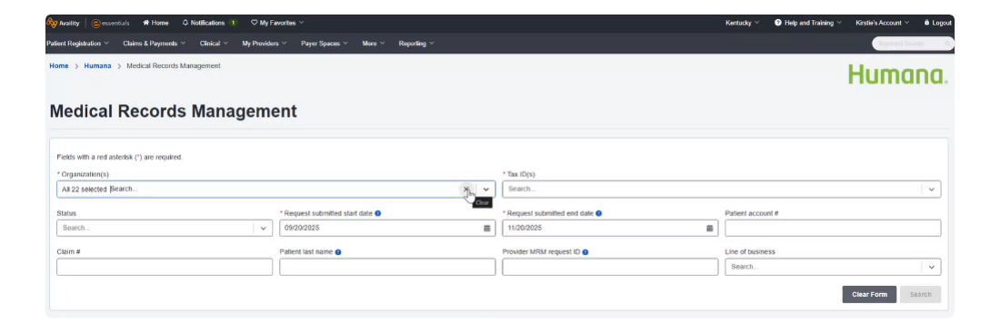 Availity essentials Home Notifications 1 My Favorites Kentucky Help and Training Kirstie's Account Logout
Patient Registration Claims & Payments Clinical My Providers Payer Spaces More Reporting Keyword Search
Home > Humana > Medical Records Management
Humana.
Medical Records Management
Fields with a red asterisk (*) are required.
* Organization(s) * Tax ID(s)
All 22 selected Search... Search...
Clear
Status * Request submitted start date * Request submitted end date Patient account #
Search... 09/20/2025 11/20/2025
Claim # Patient last name Provider MRM request ID Line of business
Search...
Clear Form Search